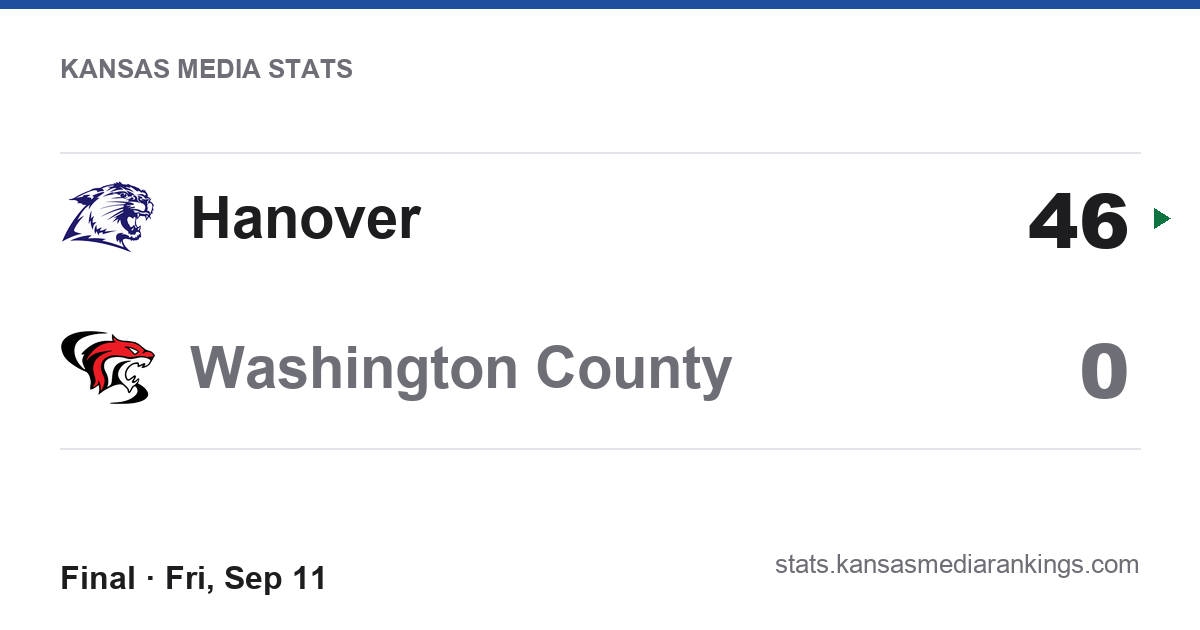 KANSAS MEDIA STATS
Hanover 46
Washington County 0
Final · Fri, Sep 11
stats.kansasmediarankings.com